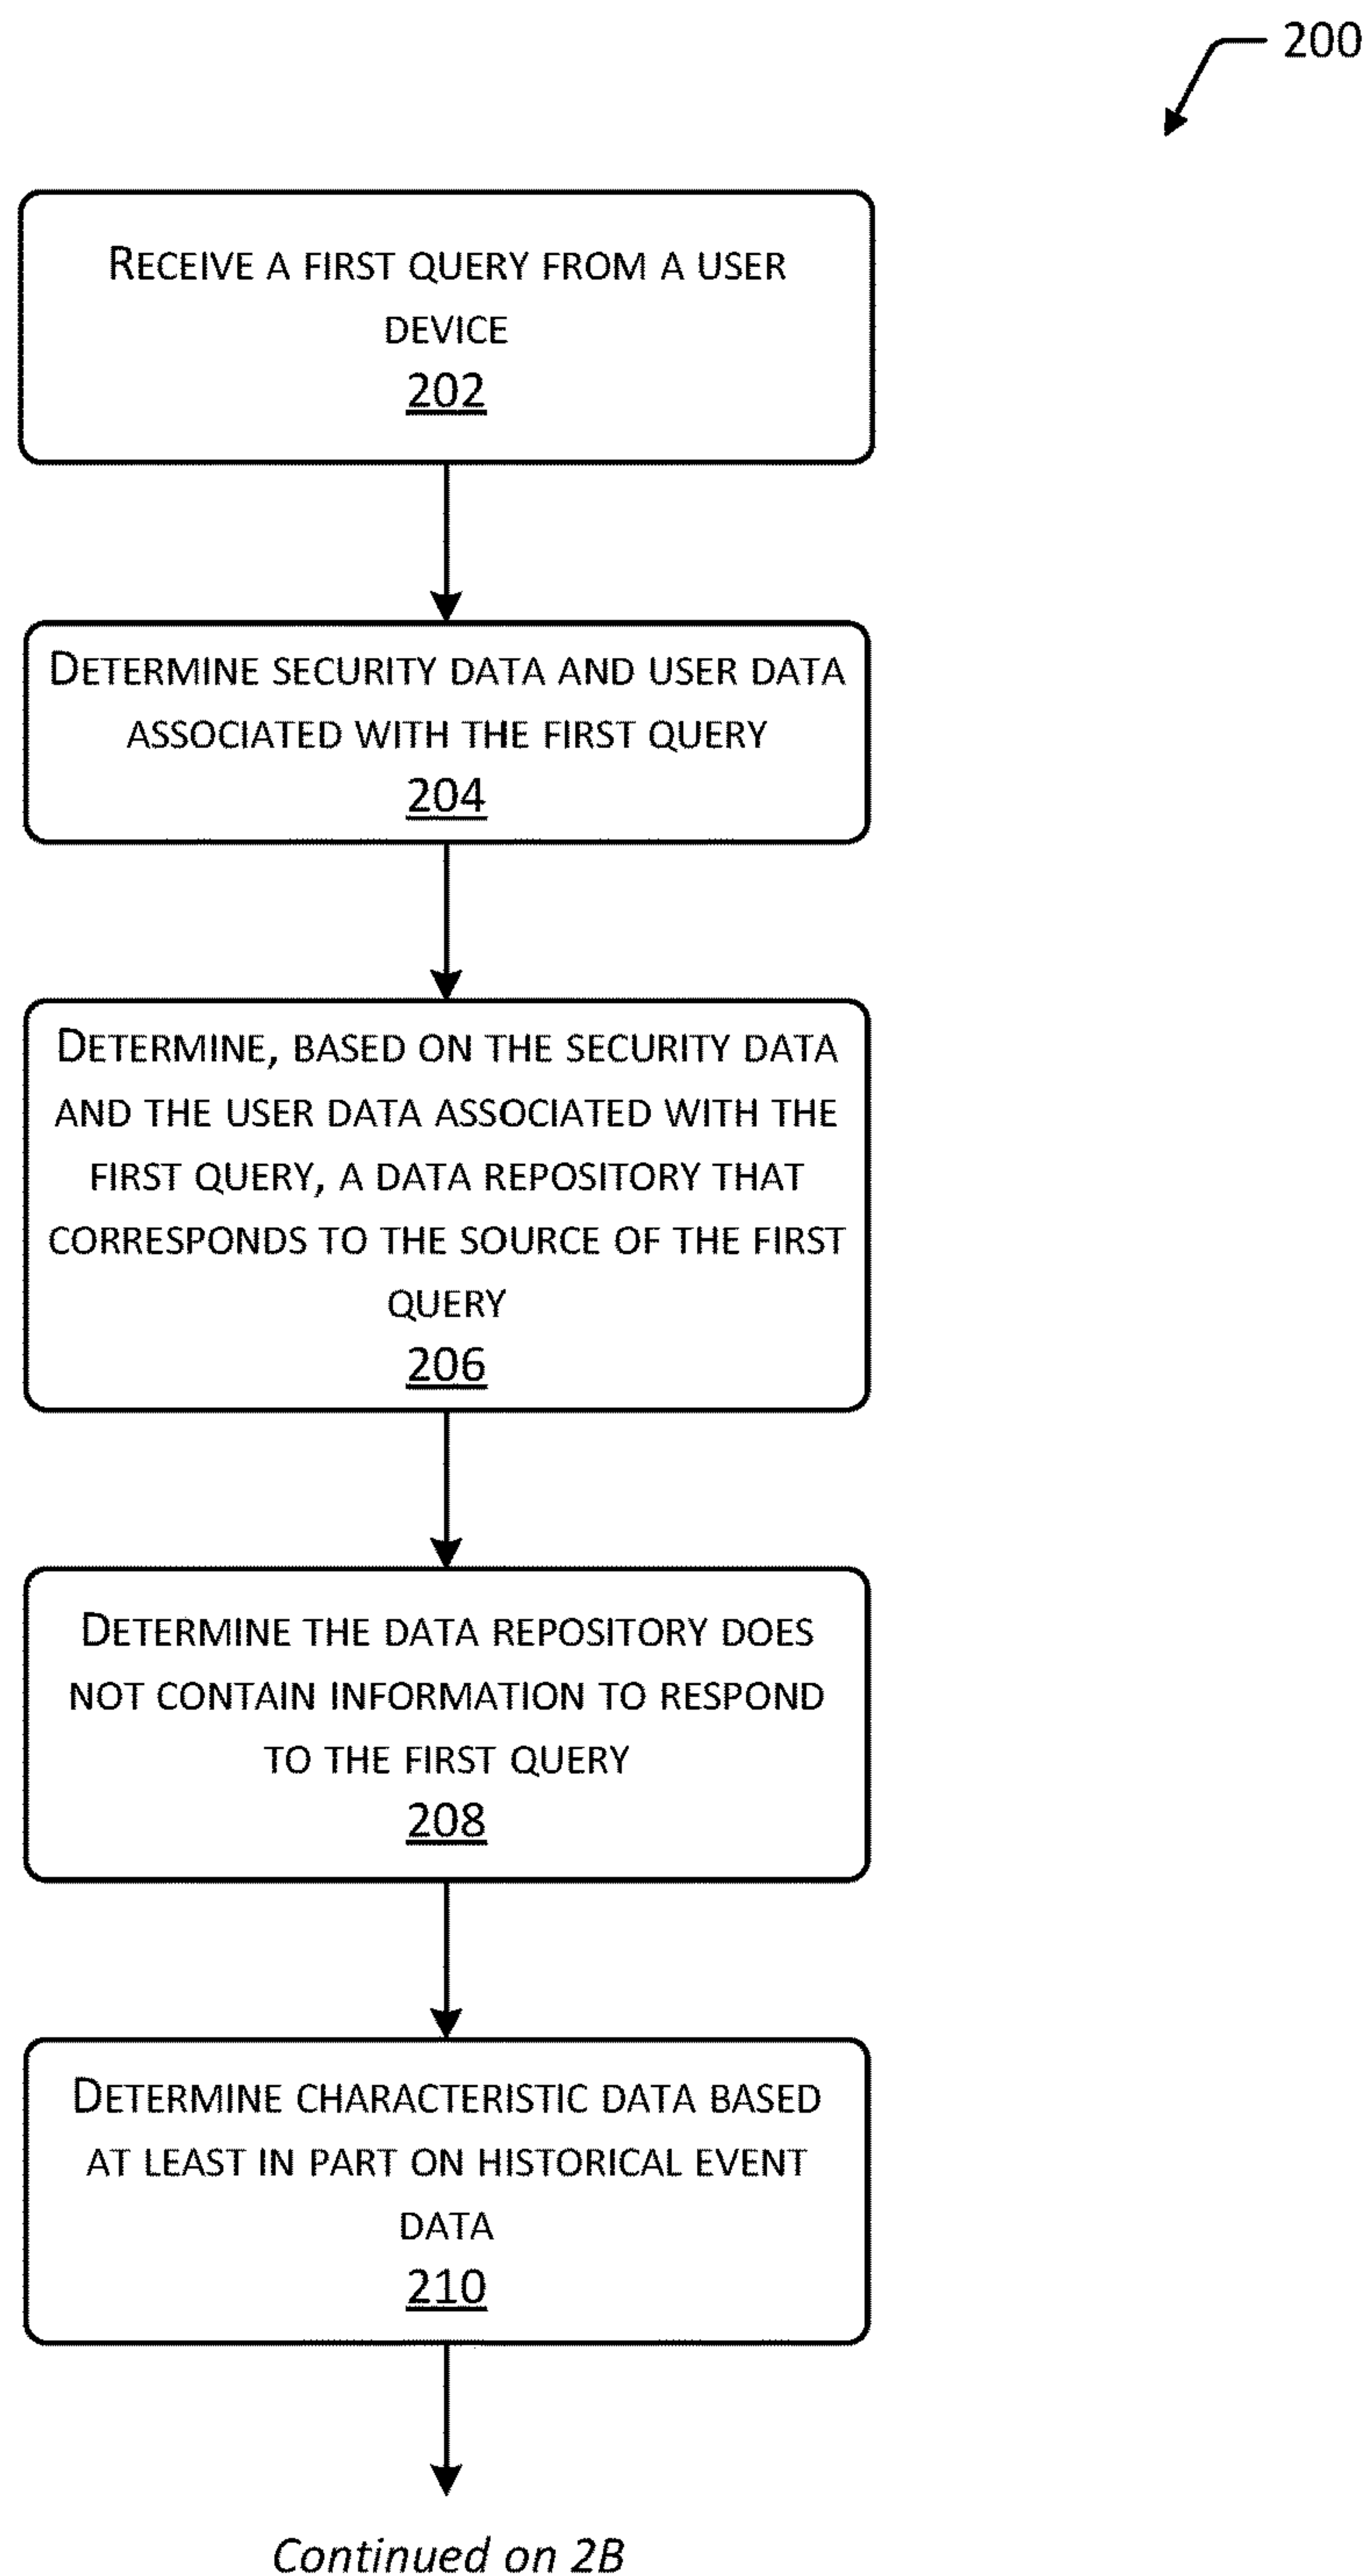 200
RECEIVE A FIRST QUERY FROM A USER
DEVICE
202
DETERMINE SECURITY DATA AND USER DATA
ASSOCIATED WITH THE FIRST QUERY
204
DETERMINE, BASED ON THE SECURITY DATA
AND THE USER DATA ASSOCIATED WITH THE
FIRST QUERY, A DATA REPOSITORY THAT
CORRESPONDS TO THE SOURCE OF THE FIRST
QUERY
206
DETERMINE THE DATA REPOSITORY DOES
NOT CONTAIN INFORMATION TO RESPOND
TO THE FIRST QUERY
208
DETERMINE CHARACTERISTIC DATA BASED
AT LEAST IN PART ON HISTORICAL EVENT
DATA
210
Continued on 2B